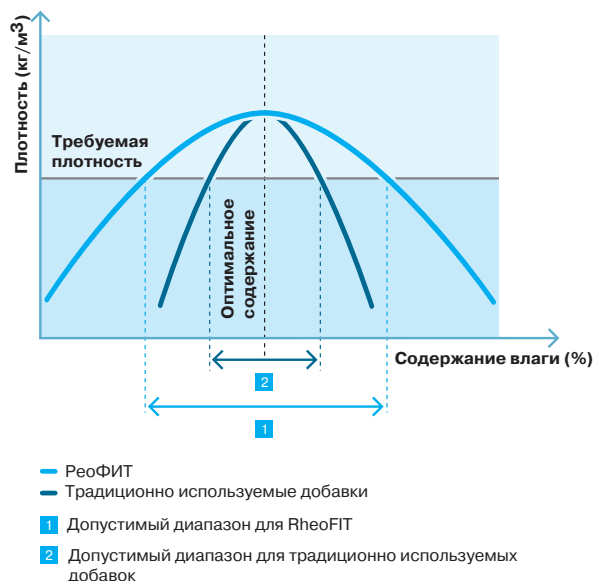 Плотность (кг/м³)
Требуемая
плотность
Оптимальное
содержание
Содержание влаги (%)
2
1
РеоФИТ
Традиционно используемые добавки
1 Допустимый диапазон для RheoFIT
2 Допустимый диапазон для традиционно используемых
добавок